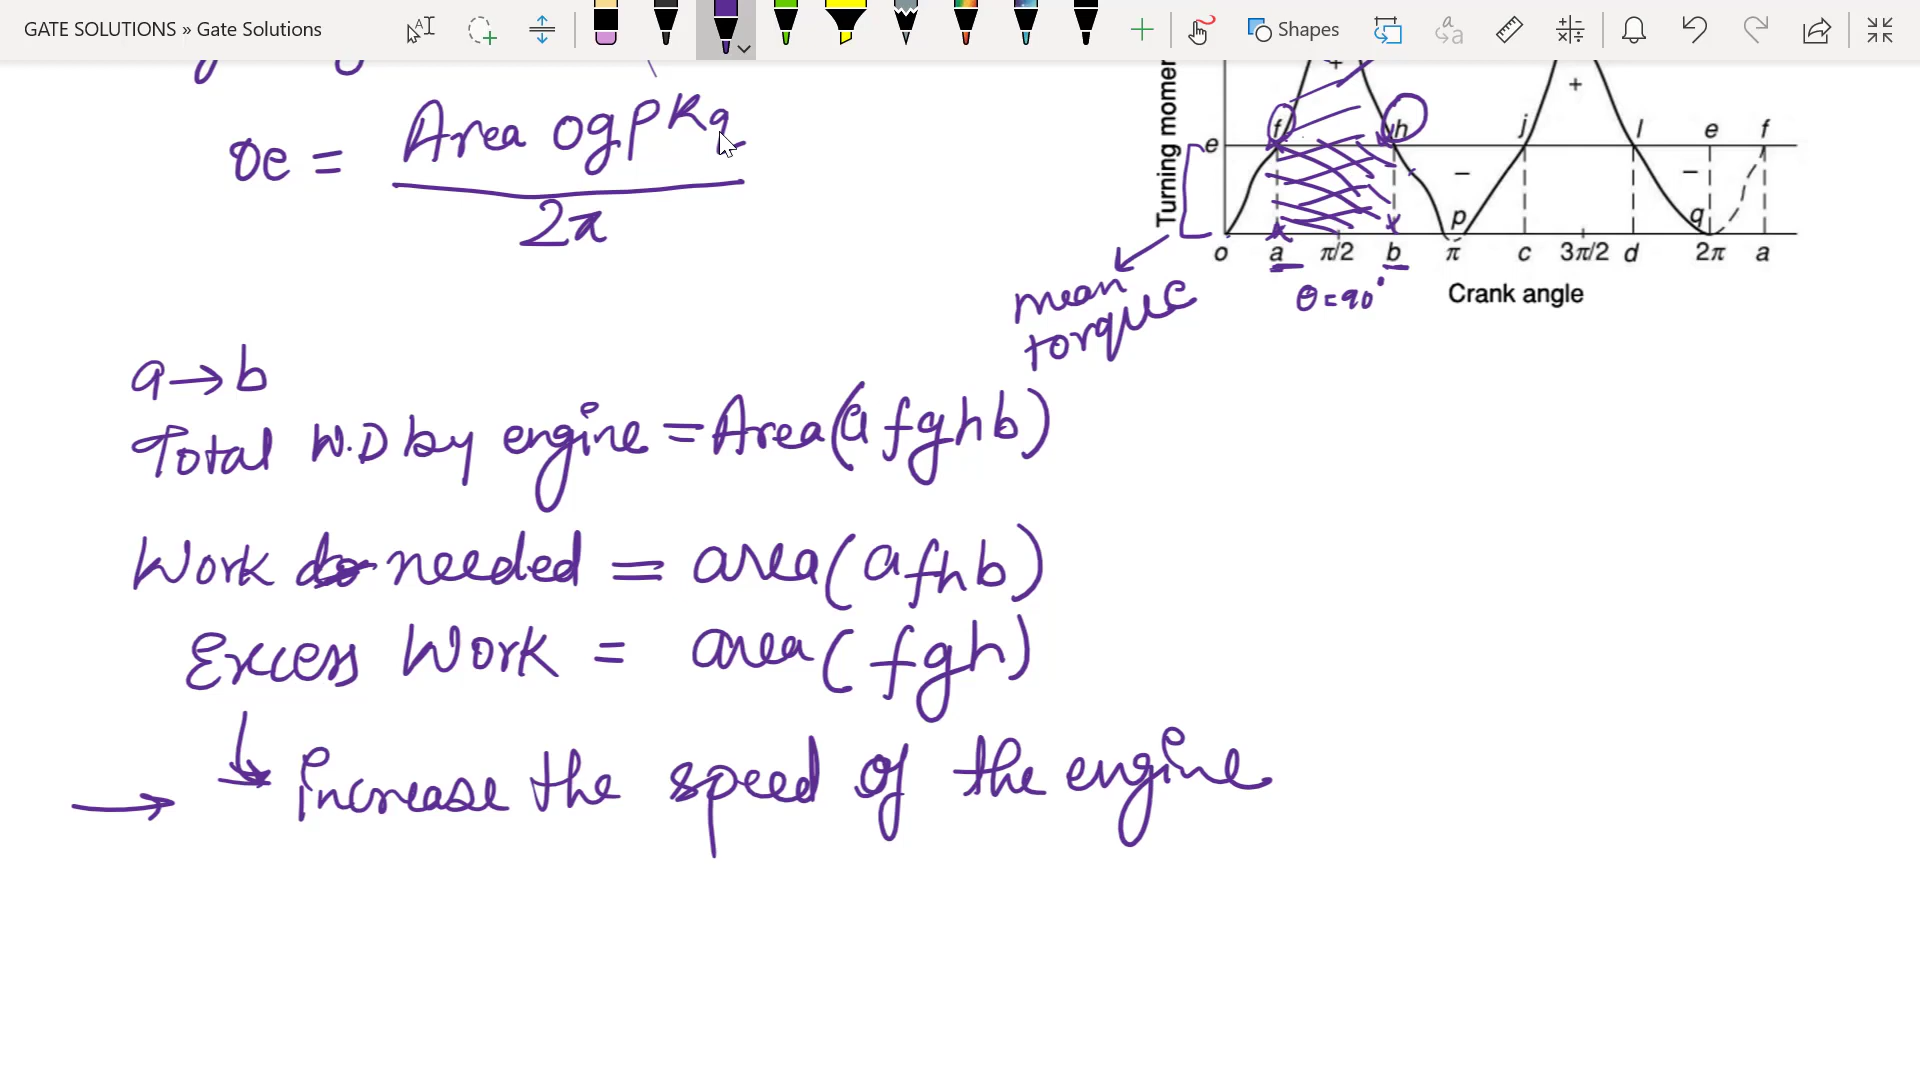 GATE SOLUTIONS » Gate Solutions
Shapes
oe = Area ogpkq
2π
Turning momen
+
+
f
h
j
l
e
f
e
−
−
p
q
o a π/2 b π c 3π/2 d 2π a
Crank angle
θ = 90°
mean
torque
a → b
Total W.D by engine = Area(afghb)
Work do needed = area(afhb)
Excess Work = area(fgh)
→ ↳ increase the speed of the engine